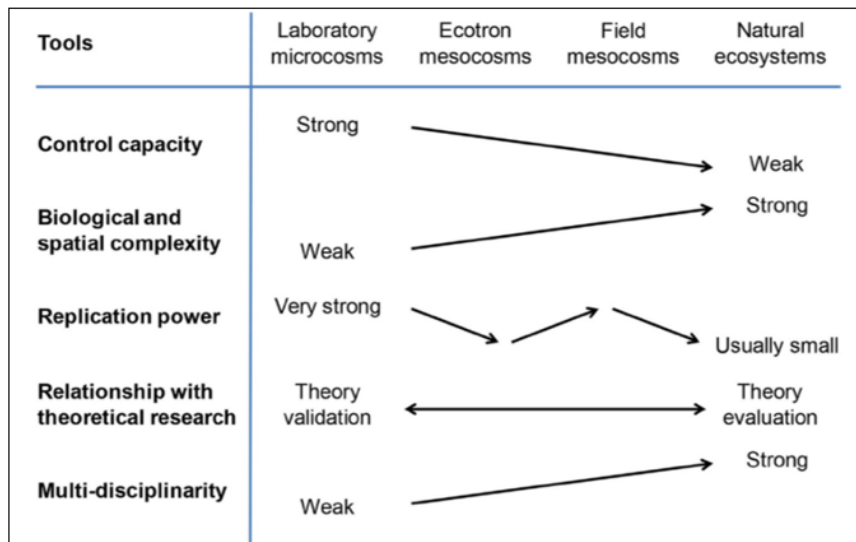 Tools
Laboratory
microcosms
Ecotron
mesocosms
Field
mesocosms
Natural
ecosystems
Control capacity
Strong
Weak
Biological and
spatial complexity
Weak
Strong
Replication power
Very strong
Usually small
Relationship with
theoretical research
Theory
validation
Theory
evaluation
Multi-disciplinarity
Weak
Strong